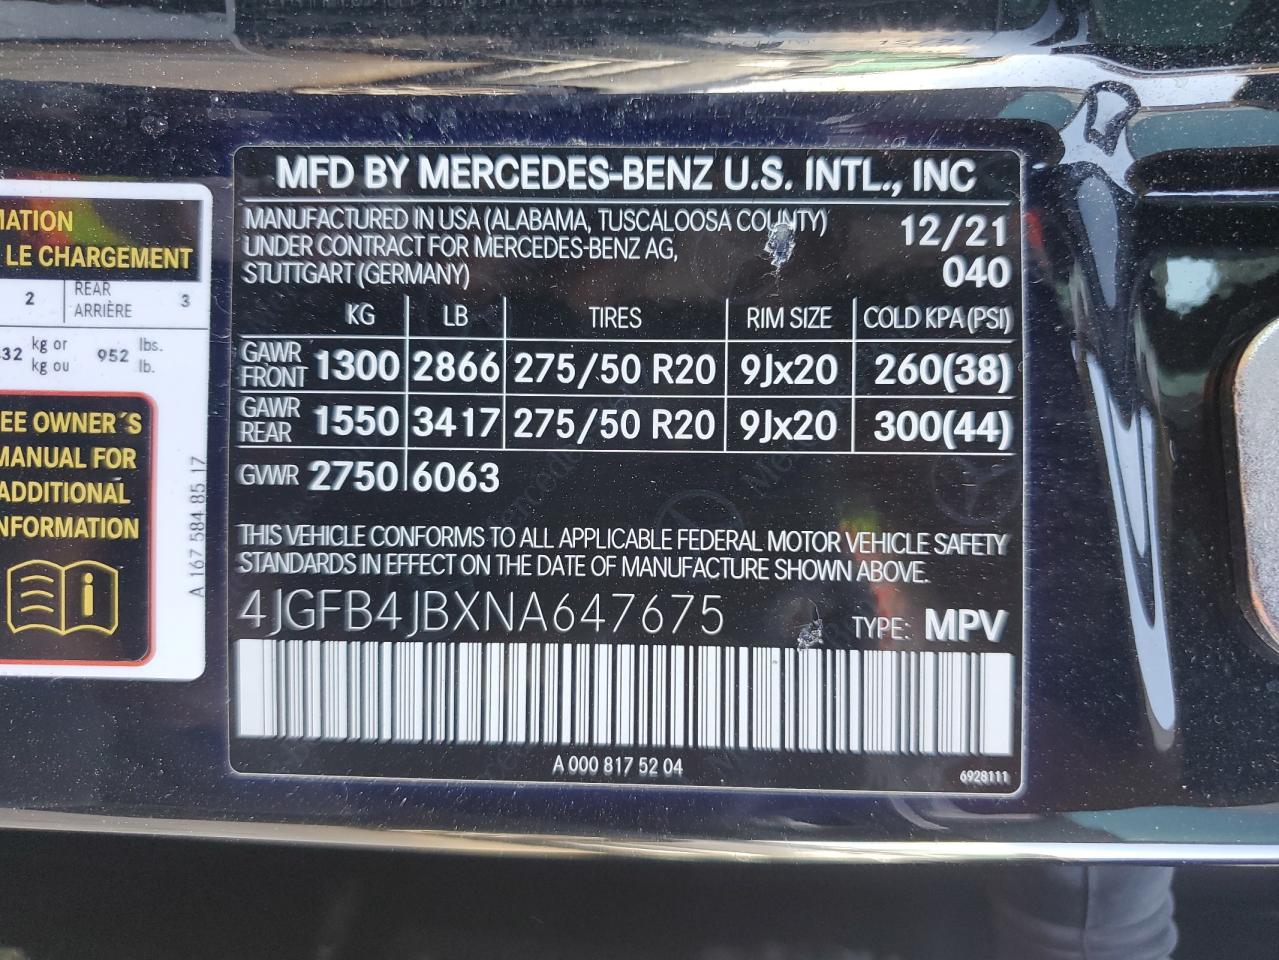 MFD BY MERCEDES-BENZ U.S. INTL., INC
MANUFACTURED IN USA (ALABAMA, TUSCALOOSA COUNTY) 12/21
UNDER CONTRACT FOR MERCEDES-BENZ AG,
STUTTGART (GERMANY) 040
KG LB TIRES RIM SIZE COLD KPA (PSI)
GAWR FRONT 1300 2866 275/50 R20 9Jx20 260(38)
GAWR REAR 1550 3417 275/50 R20 9Jx20 300(44)
GVWR 2750 6063
THIS VEHICLE CONFORMS TO ALL APPLICABLE FEDERAL MOTOR VEHICLE SAFETY
STANDARDS IN EFFECT ON THE DATE OF MANUFACTURE SHOWN ABOVE.
4JGFB4JBXNA647675 TYPE: MPV
A 000 817 52 04
6928111
LE CHARGEMENT
2 REAR 3
ARRIÈRE
kg or 952 lbs.
kg ou lb.
OWNER´S
MANUAL FOR
ADDITIONAL
A 167 584 85 17